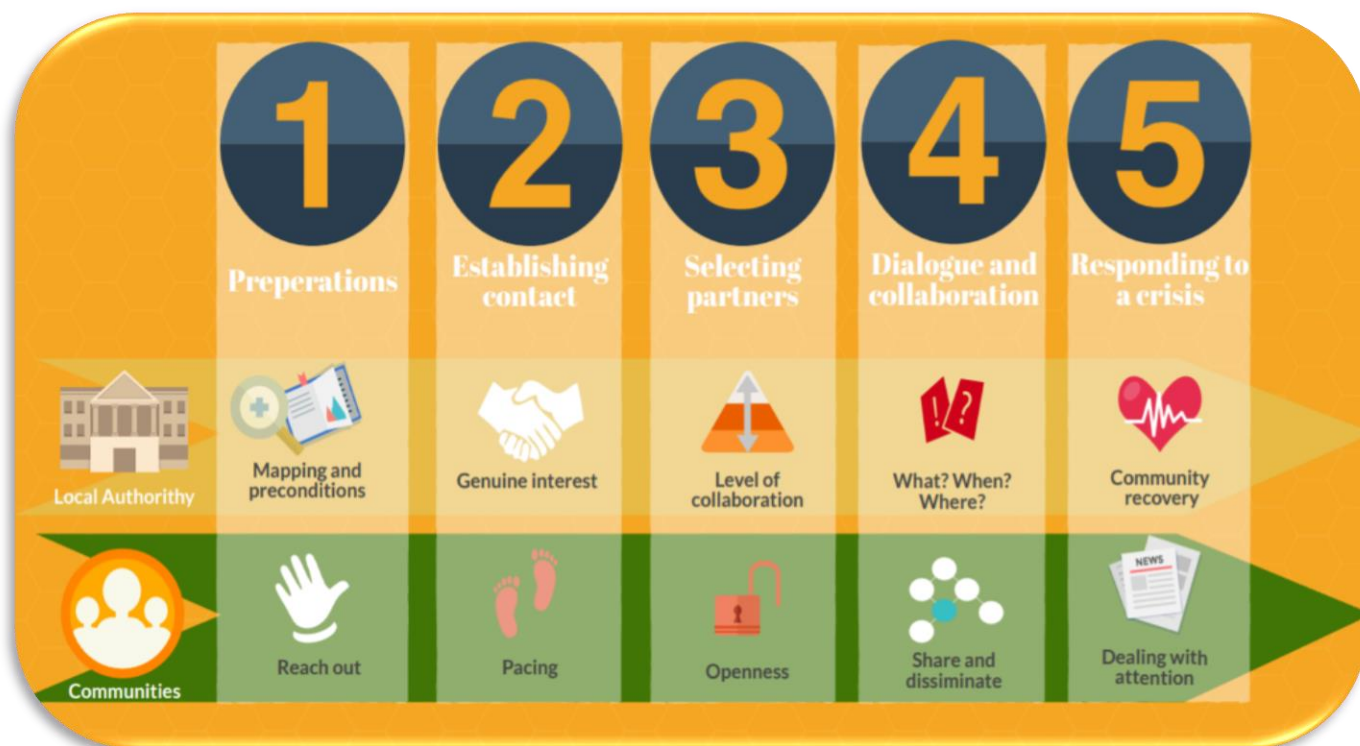 1
2
3
4
5
Preperations
Establishing
contact
Selecting
partners
Dialogue and
collaboration
Responding to
a crisis
Local Authorithy
Mapping and
preconditions
Genuine interest
Level of
collaboration
! ?
What? When?
Where?
Community
recovery
Communities
Reach out
Pacing
Openness
Share and
dissiminate
NEWS
Dealing with
attention